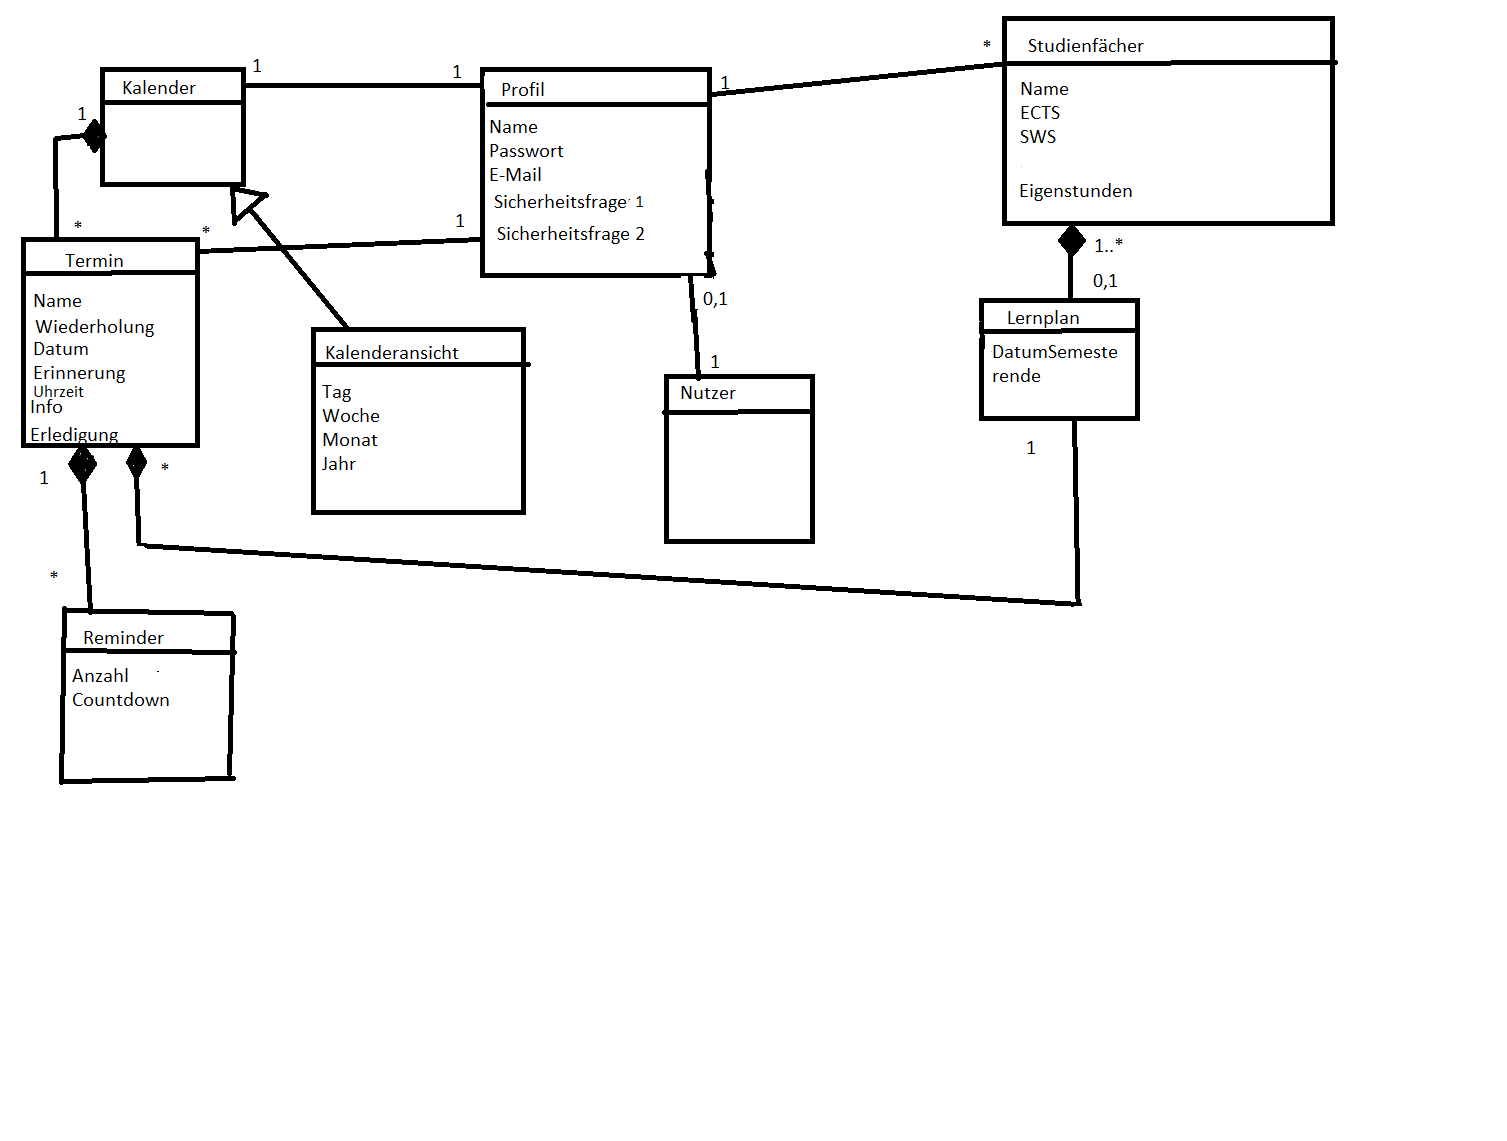 Kalender
1
1
1
*
Termin
Name
Wiederholung
Datum
Erinnerung
Uhrzeit
Info
Erledigung
*
1
Profil
Name
Passwort
E-Mail
Sicherheitsfrage 1
Sicherheitsfrage 2
1
*
Studienfächer
Name
ECTS
SWS
Eigenstunden
1..*
0,1
Lernplan
DatumSemeste
rende
1
Kalenderansicht
Tag
Woche
Monat
Jahr
0,1
1
Nutzer
1
*
*
Reminder
Anzahl
Countdown